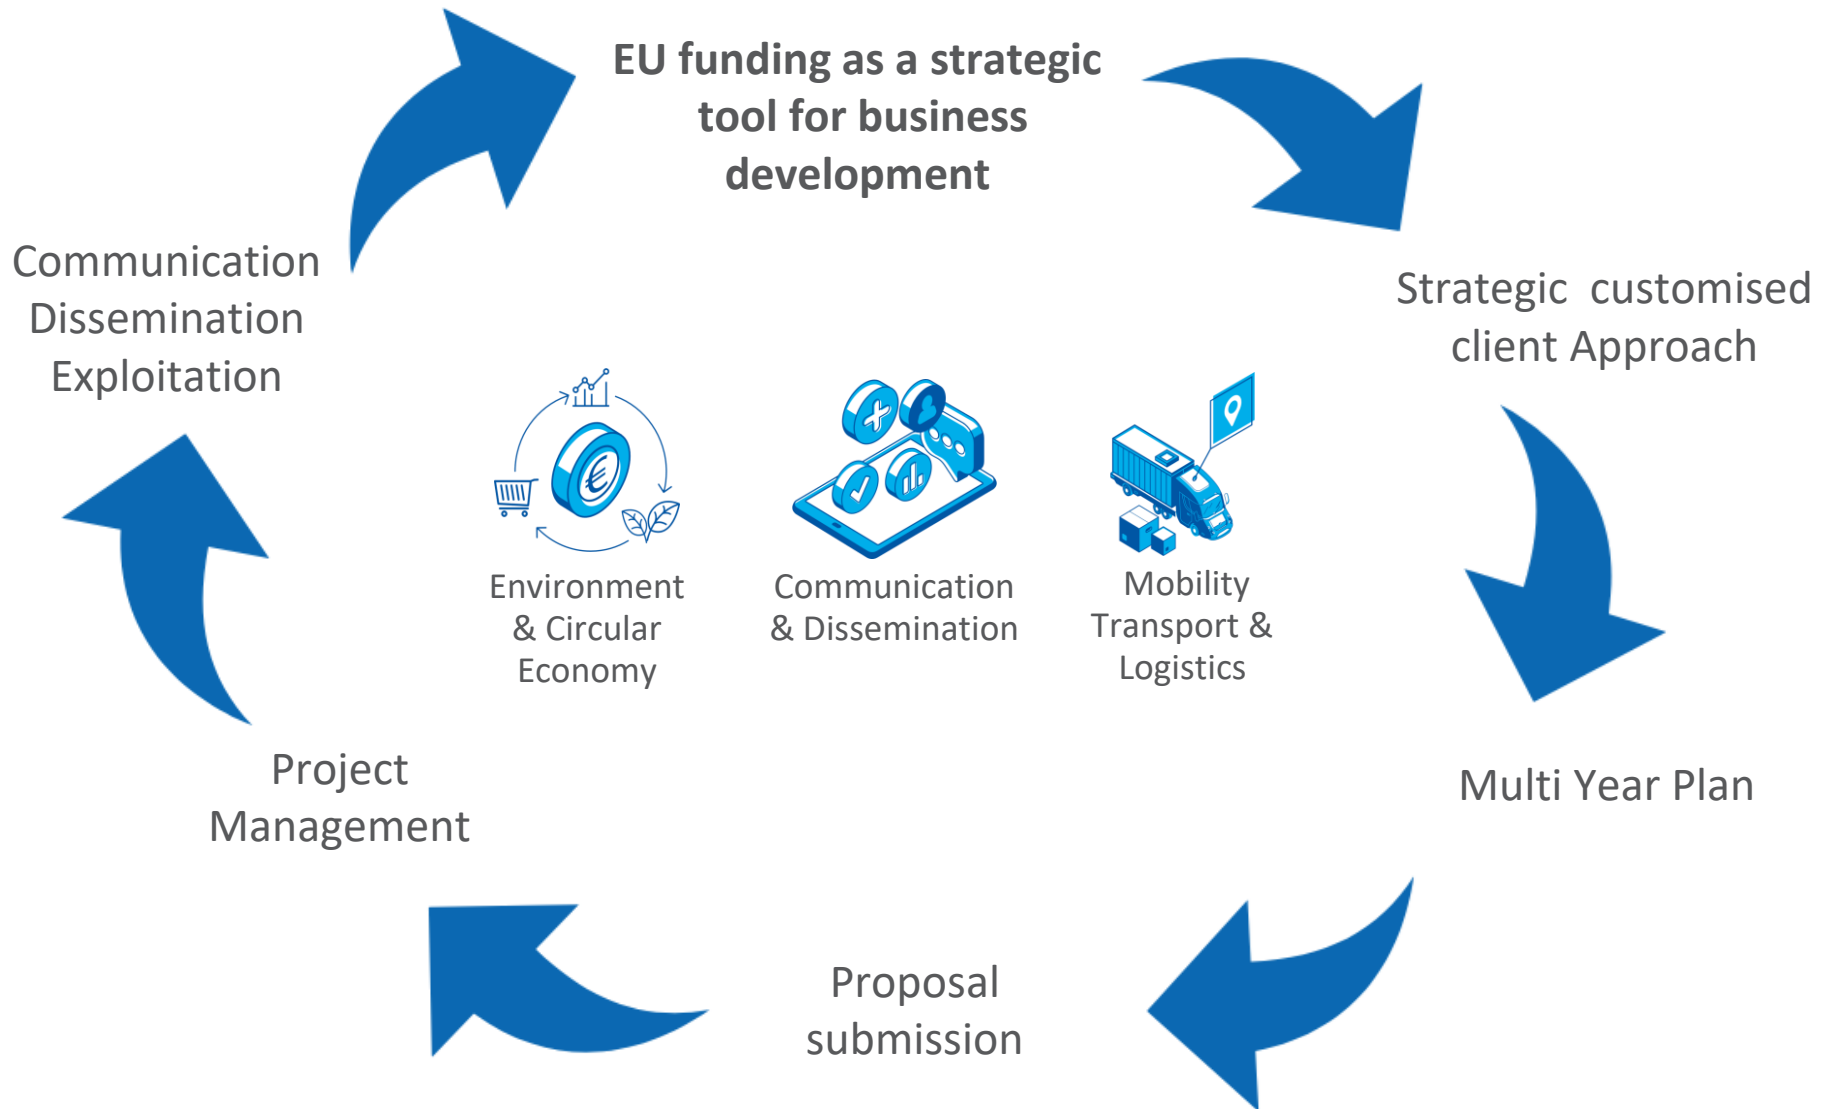 EU funding as a strategic
tool for business
development
Strategic  customised
client Approach
Multi Year Plan
Proposal
submission
Project
Management
Communication
Dissemination
Exploitation
Environment
& Circular
Economy
Communication
& Dissemination
Mobility
Transport &
Logistics
€